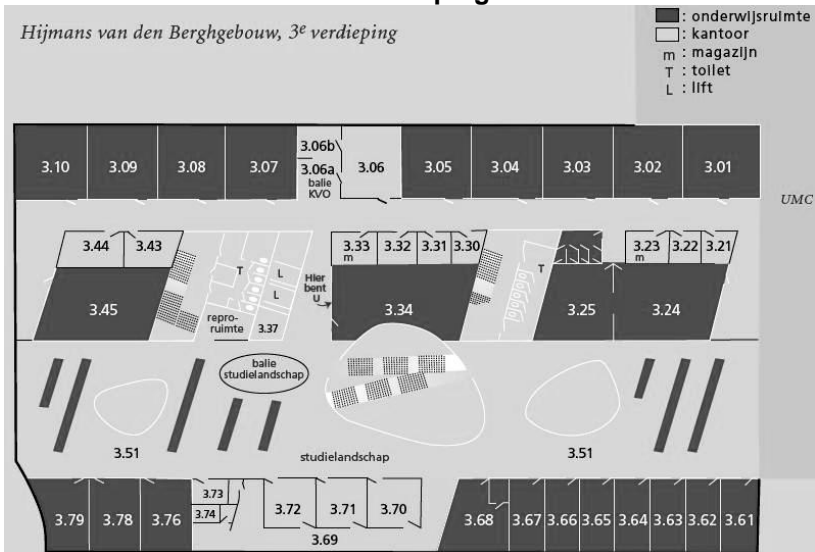 Hijmans van den Berghgebouw, 3e verdieping
: onderwijsruimte
: kantoor
m : magazijn
T : toilet
L : lift
3.10 3.09 3.08 3.07 3.06b 3.06 3.05 3.04 3.03 3.02 3.01
3.06a
balie
KVO
UMC
3.44 3.43 3.33 3.32 3.31 3.30 3.23 3.22 3.21
m m
T L T
L
Hier
bent
U
3.45 3.34 3.25 3.24
repro-
ruimte 3.37
balie
studielandschap
3.51 3.51
studielandschap
3.79 3.78 3.76 3.73 3.72 3.71 3.70 3.68 3.67 3.66 3.65 3.64 3.63 3.62 3.61
3.74
3.69